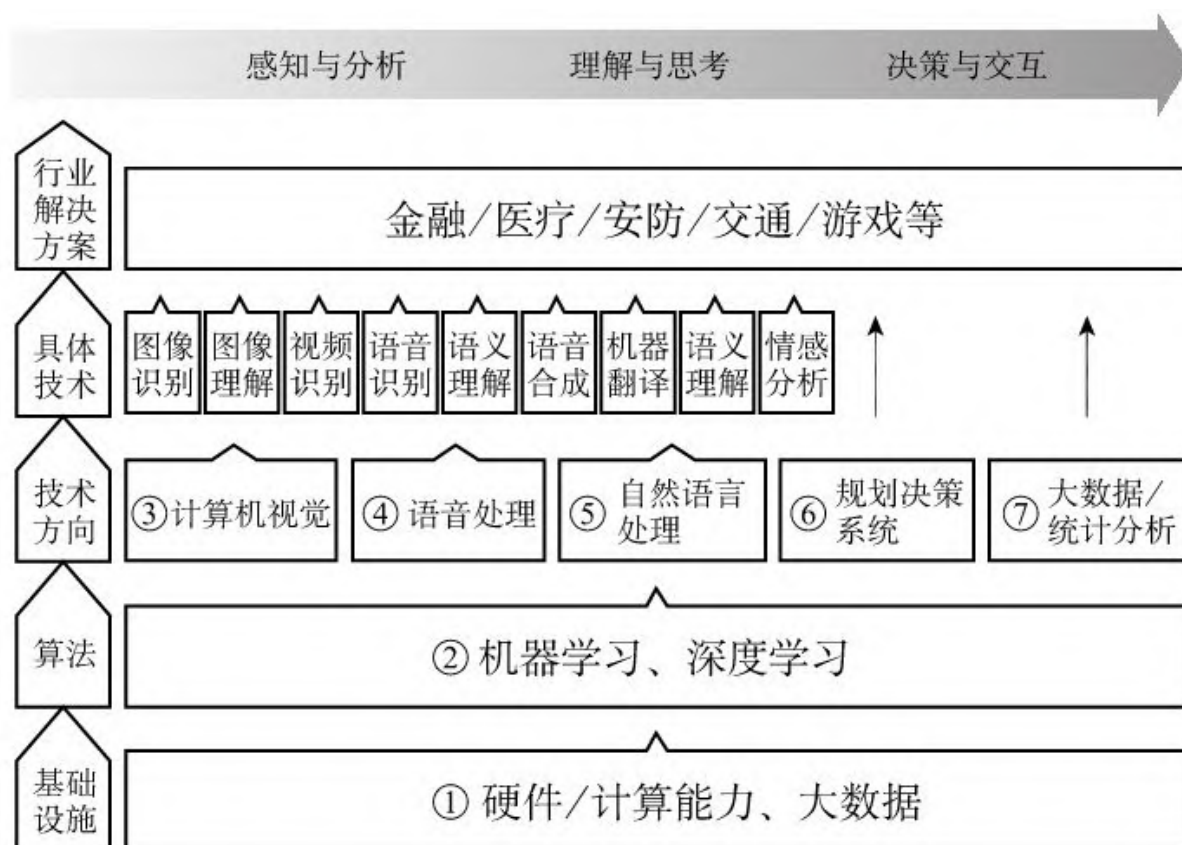 感知与分析 理解与思考 决策与交互
行业
解决
方案
金融/医疗/安防/交通/游戏等
具体
技术
图像
识别
图像
理解
视频
识别
语音
识别
语义
理解
语音
合成
机器
翻译
语义
理解
情感
分析
技术
方向
③计算机视觉
④ 语音处理
⑤ 自然语言
处理
⑥ 规划决策
系统
⑦ 大数据/
统计分析
算法
② 机器学习、深度学习
基础
设施
① 硬件/计算能力、大数据